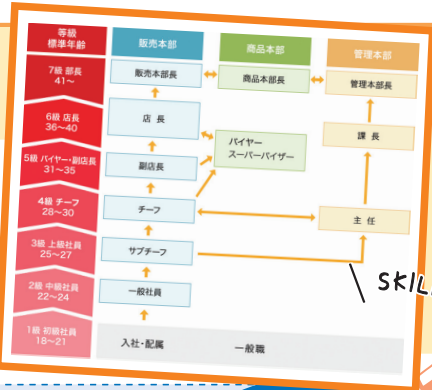 等級
標準年齢
販売本部
商品本部
管理本部
7級 部長
41〜
販売本部長
商品本部長
管理本部長
6級 店長
36〜40
店 長
バイヤー
スーパーバイザー
課 長
5級 バイヤー・副店長
31〜35
副店長
4級 チーフ
28〜30
チーフ
主 任
3級 上級社員
25〜27
サブチーフ
2級 中級社員
22〜24
一般社員
1級 初級社員
18〜21
入社・配属
一般職